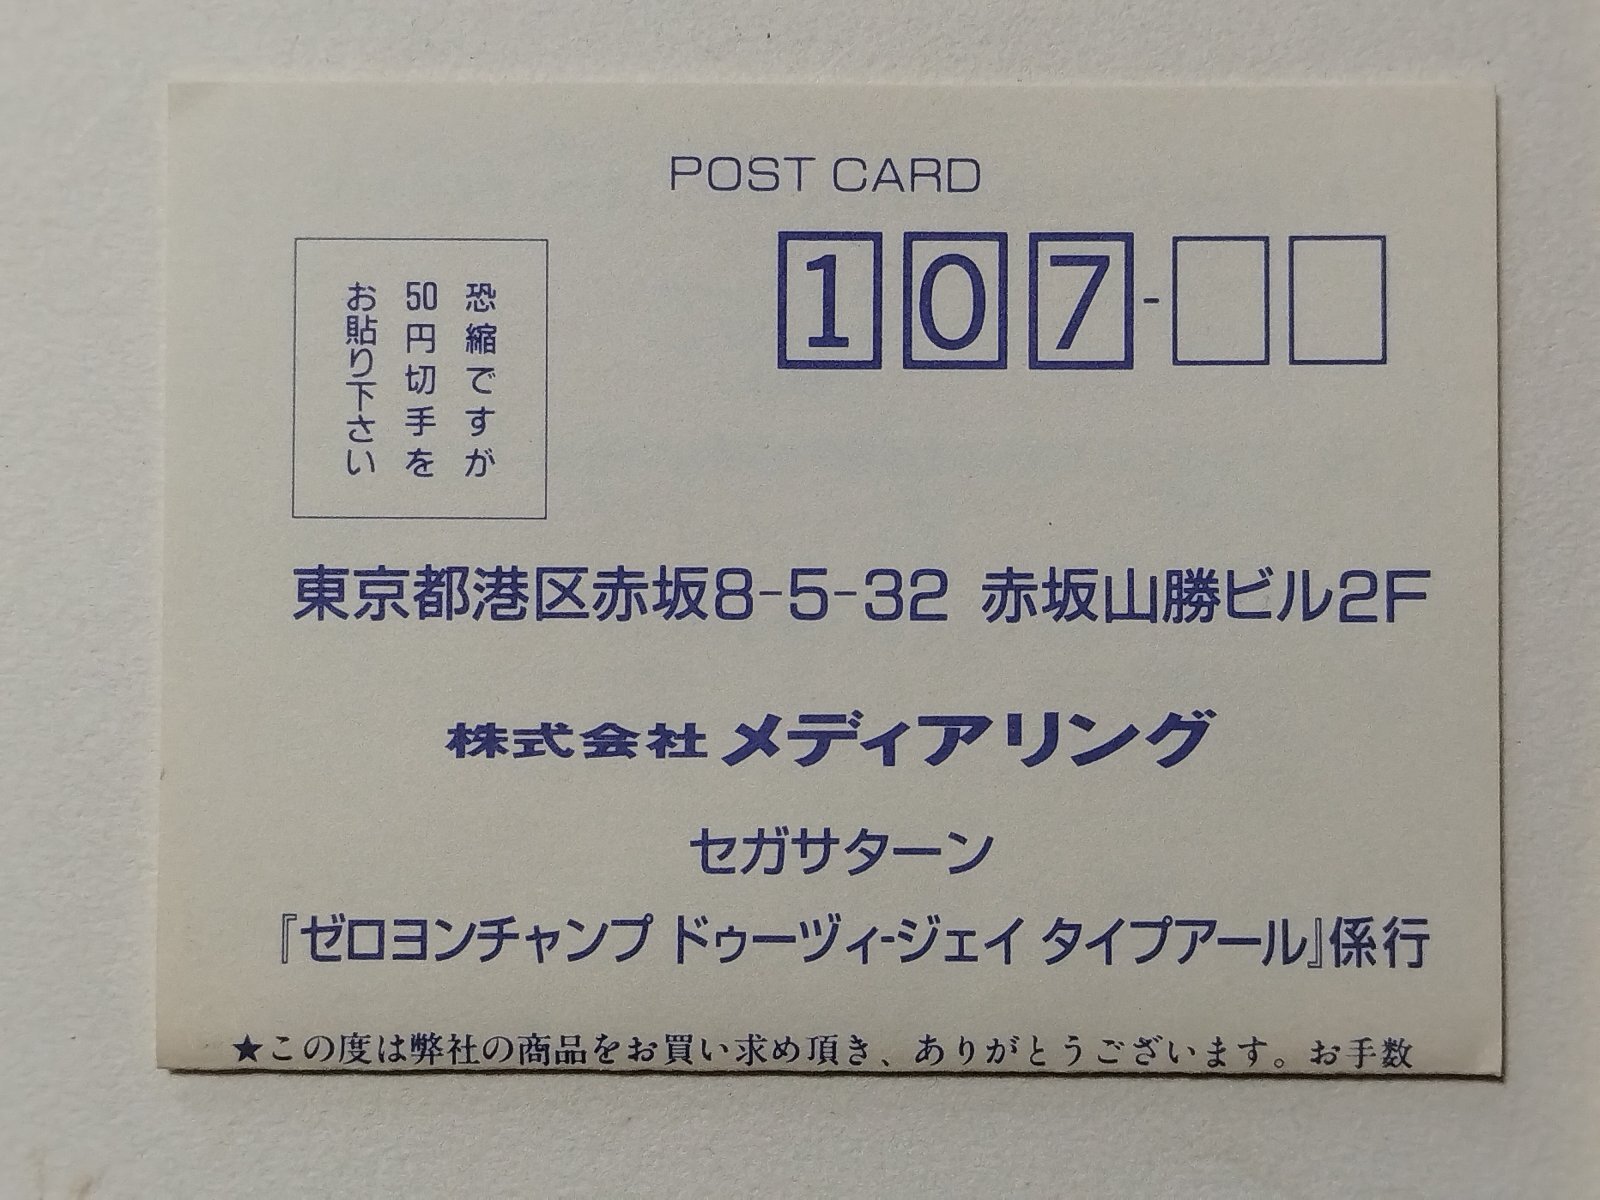 POST CARD
恐縮ですが
50円切手を
お貼り下さい
107-
東京都港区赤坂8-5-32 赤坂山勝ビル2F
株式会社メディアリング
セガサターン
『ゼロヨンチャンプ ドゥーヅィ-ジェイ タイプアール』係行
★この度は弊社の商品をお買い求め頂き、ありがとうございます。お手数